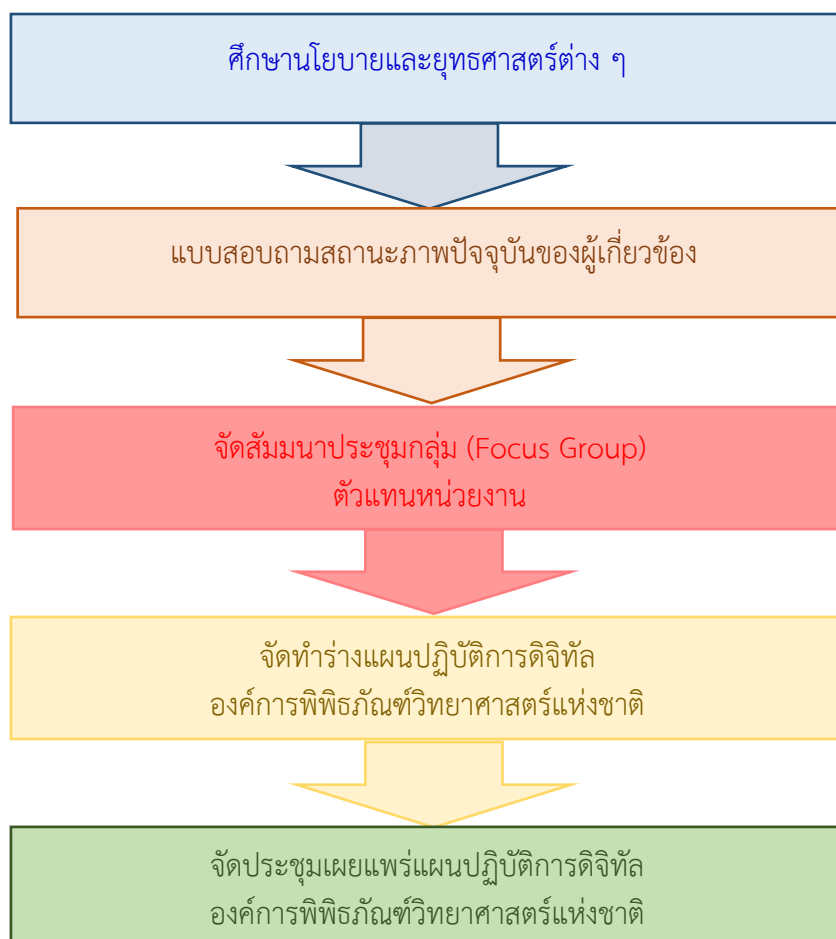 ศึกษานโยบายและยุทธศาสตร์ต่าง ๆ
แบบสอบถามสถานะภาพปัจจุบันของผู้เกี่ยวข้อง
จัดสัมมนาประชุมกลุ่ม (Focus Group)
ตัวแทนหน่วยงาน
จัดทำร่างแผนปฏิบัติการดิจิทัล
องค์การพิพิธภัณฑ์วิทยาศาสตร์แห่งชาติ
จัดประชุมเผยแพร่แผนปฏิบัติการดิจิทัล
องค์การพิพิธภัณฑ์วิทยาศาสตร์แห่งชาติ